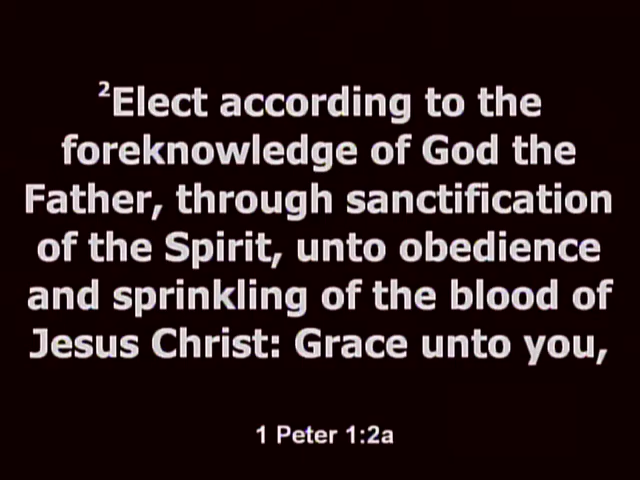 ²Elect according to the
foreknowledge of God the
Father, through sanctification
of the Spirit, unto obedience
and sprinkling of the blood of
Jesus Christ: Grace unto you,
1 Peter 1:2a